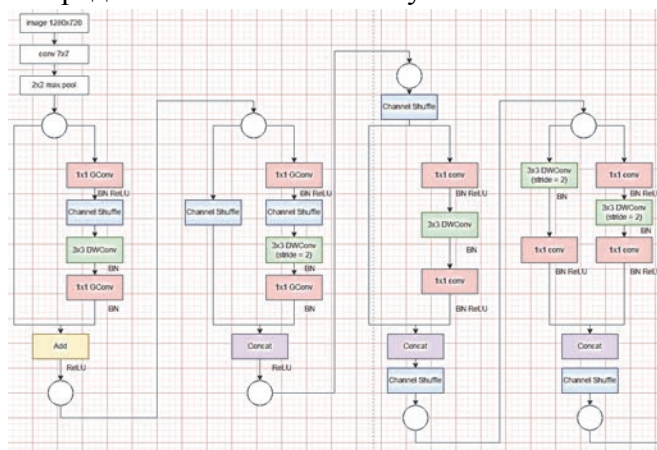 image 1280x720
conv 7x7
2x2 max pool
1x1 GConv
BN ReLU
Channel Shuffle
3x3 DWConv
BN
1x1 GConv
BN
Add
ReLU
Channel Shuffle
1x1 GConv
BN ReLU
Channel Shuffle
3x3 DWConv
(stride = 2)
BN
1x1 GConv
BN
Concat
ReLU
Channel Shuffle
1x1 conv
BN ReLU
3x3 DWConv
BN
1x1 conv
BN ReLU
Concat
Channel Shuffle
3x3 DWConv
(stride = 2)
BN
1x1 conv
BN ReLU
1x1 conv
BN ReLU
3x3 DWConv
(stride = 2)
BN
1x1 conv
BN ReLU
Concat
Channel Shuffle